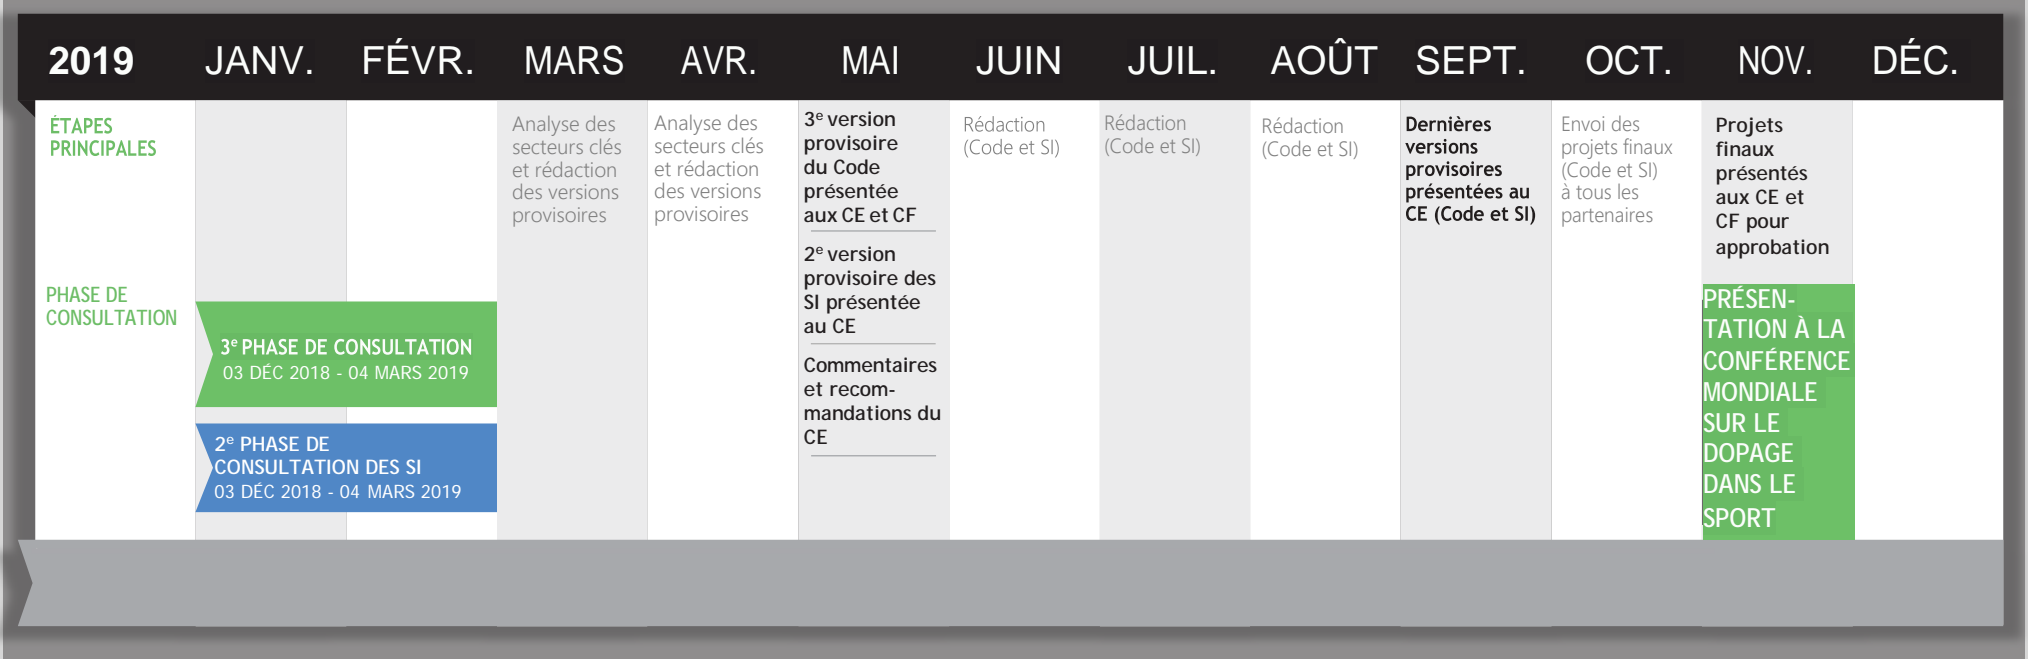 2019 JANV. FÉVR. MARS AVR. MAI JUIN JUIL. AOÛT SEPT. OCT. NOV. DÉC.
ÉTAPES
PRINCIPALES
Analyse des
secteurs clés
et rédaction
des versions
provisoires
Analyse des
secteurs clés
et rédaction
des versions
provisoires
3e version
provisoire
du Code
présentée
aux CE et CF
2e version
provisoire des
SI présentée
au CE
Commentaires
et recom-
mandations du
CE
Rédaction
(Code et SI)
Rédaction
(Code et SI)
Rédaction
(Code et SI)
Dernières
versions
provisoires
présentées au
CE (Code et SI)
Envoi des
projets finaux
(Code et SI)
à tous les
partenaires
Projets
finaux
présentés
aux CE et
CF pour
approbation
PHASE DE
CONSULTATION
3e PHASE DE CONSULTATION
03 DÉC 2018 - 04 MARS 2019
2e PHASE DE
CONSULTATION DES SI
03 DÉC 2018 - 04 MARS 2019
PRÉSEN-
TATION À LA
CONFÉRENCE
MONDIALE
SUR LE
DOPAGE
DANS LE
SPORT